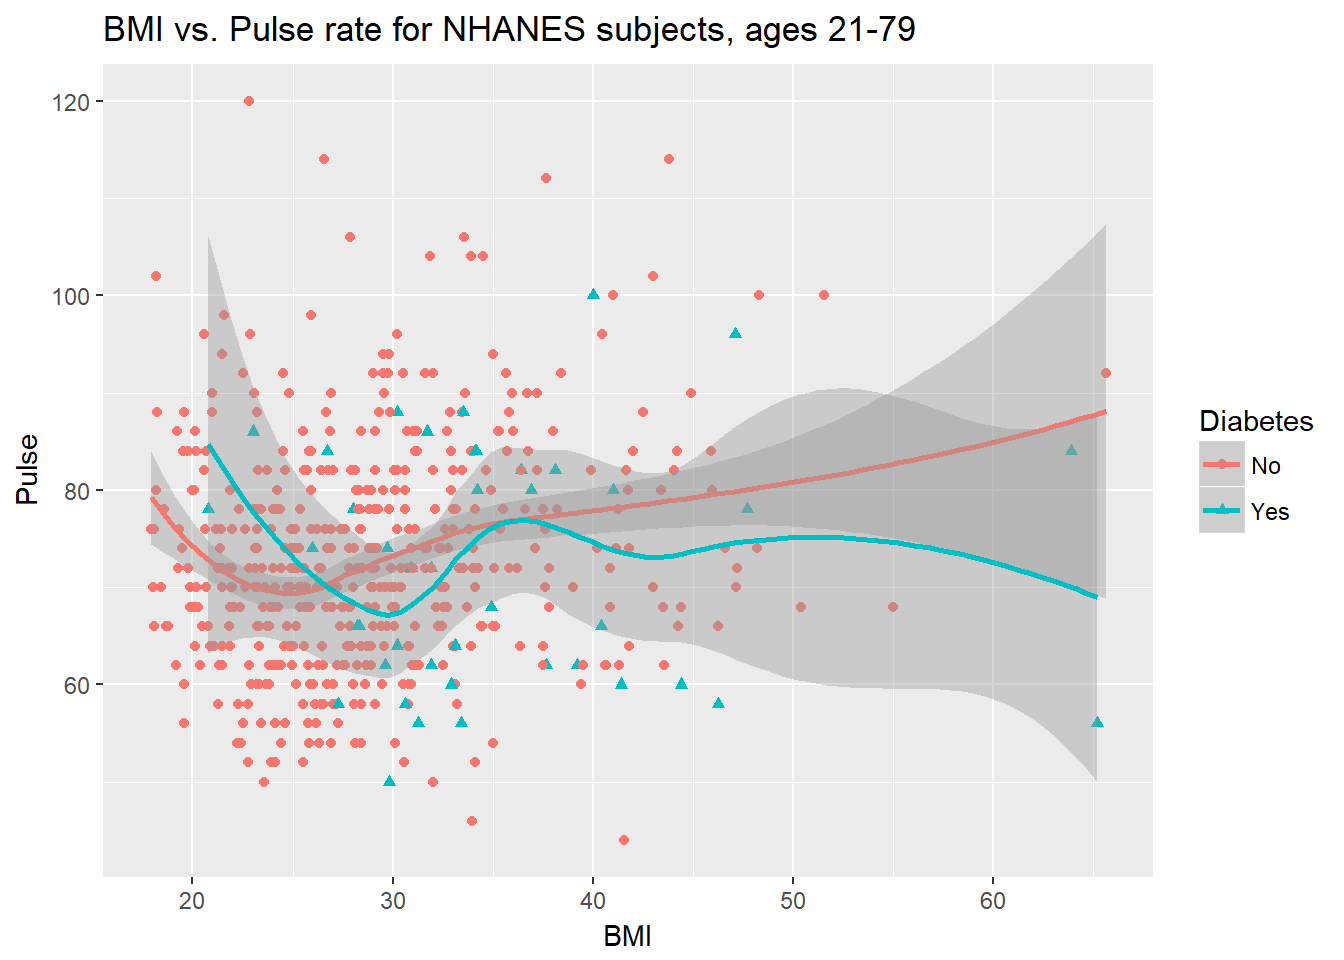 BMI vs. Pulse rate for NHANES subjects, ages 21-79
120
100
80
60
Pulse
20 30 40 50 60
BMI
Diabetes
No
Yes